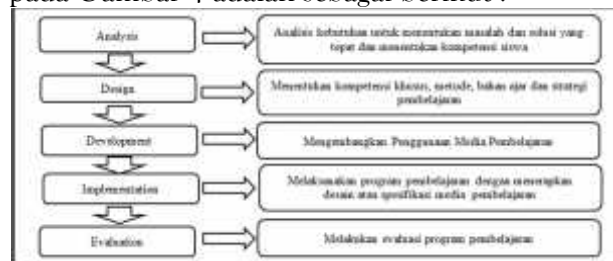 pada Gambar 4 adalah sebagai berikut :
Analysis
Analisis kebutuhan untuk menentukan masalah dan solusi yang
tepat dan menentukan kompetensi siswa
Design
Menentukan kompetensi khusus, metode, bahan ajar dan strategi
pembelajaran
Development
Mengembangkan Penggunaan Media Pembelajaran
Implementation
Melaksanakan program pembelajaran dengan menerapkan
desain atau spesifikasi media pembelajaran
Evaluation
Melakukan evaluasi program pembelajaran